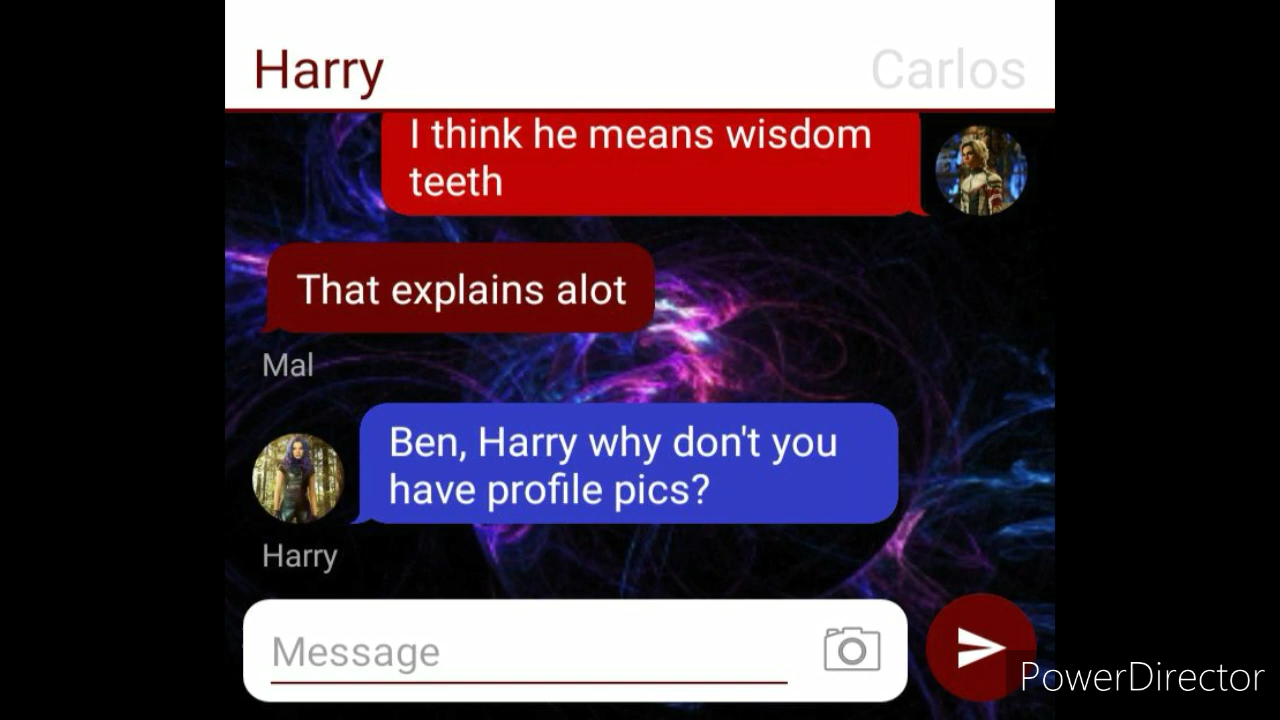 Harry
Carlos
I think he means wisdom
teeth
That explains alot
Mal
Ben, Harry why don't you
have profile pics?
Harry
Message
PowerDirector